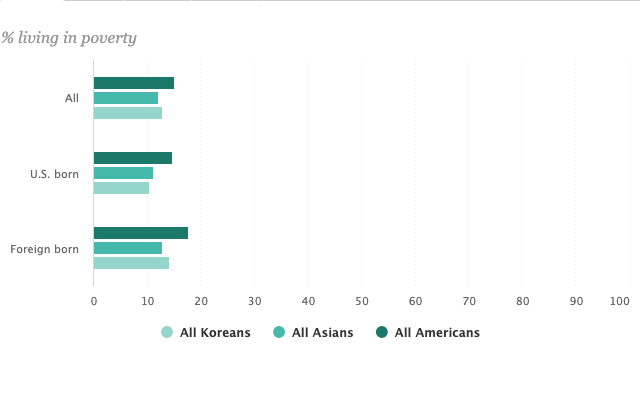 % living in poverty
All
U.S. born
Foreign born
0 10 20 30 40 50 60 70 80 90 100
All Koreans All Asians All Americans